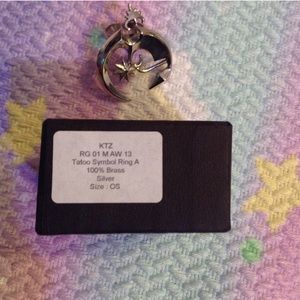 KTZ
RG 01 M AW 13
Tatoo Symbol Ring A
100% Brass
Silver
Size : OS